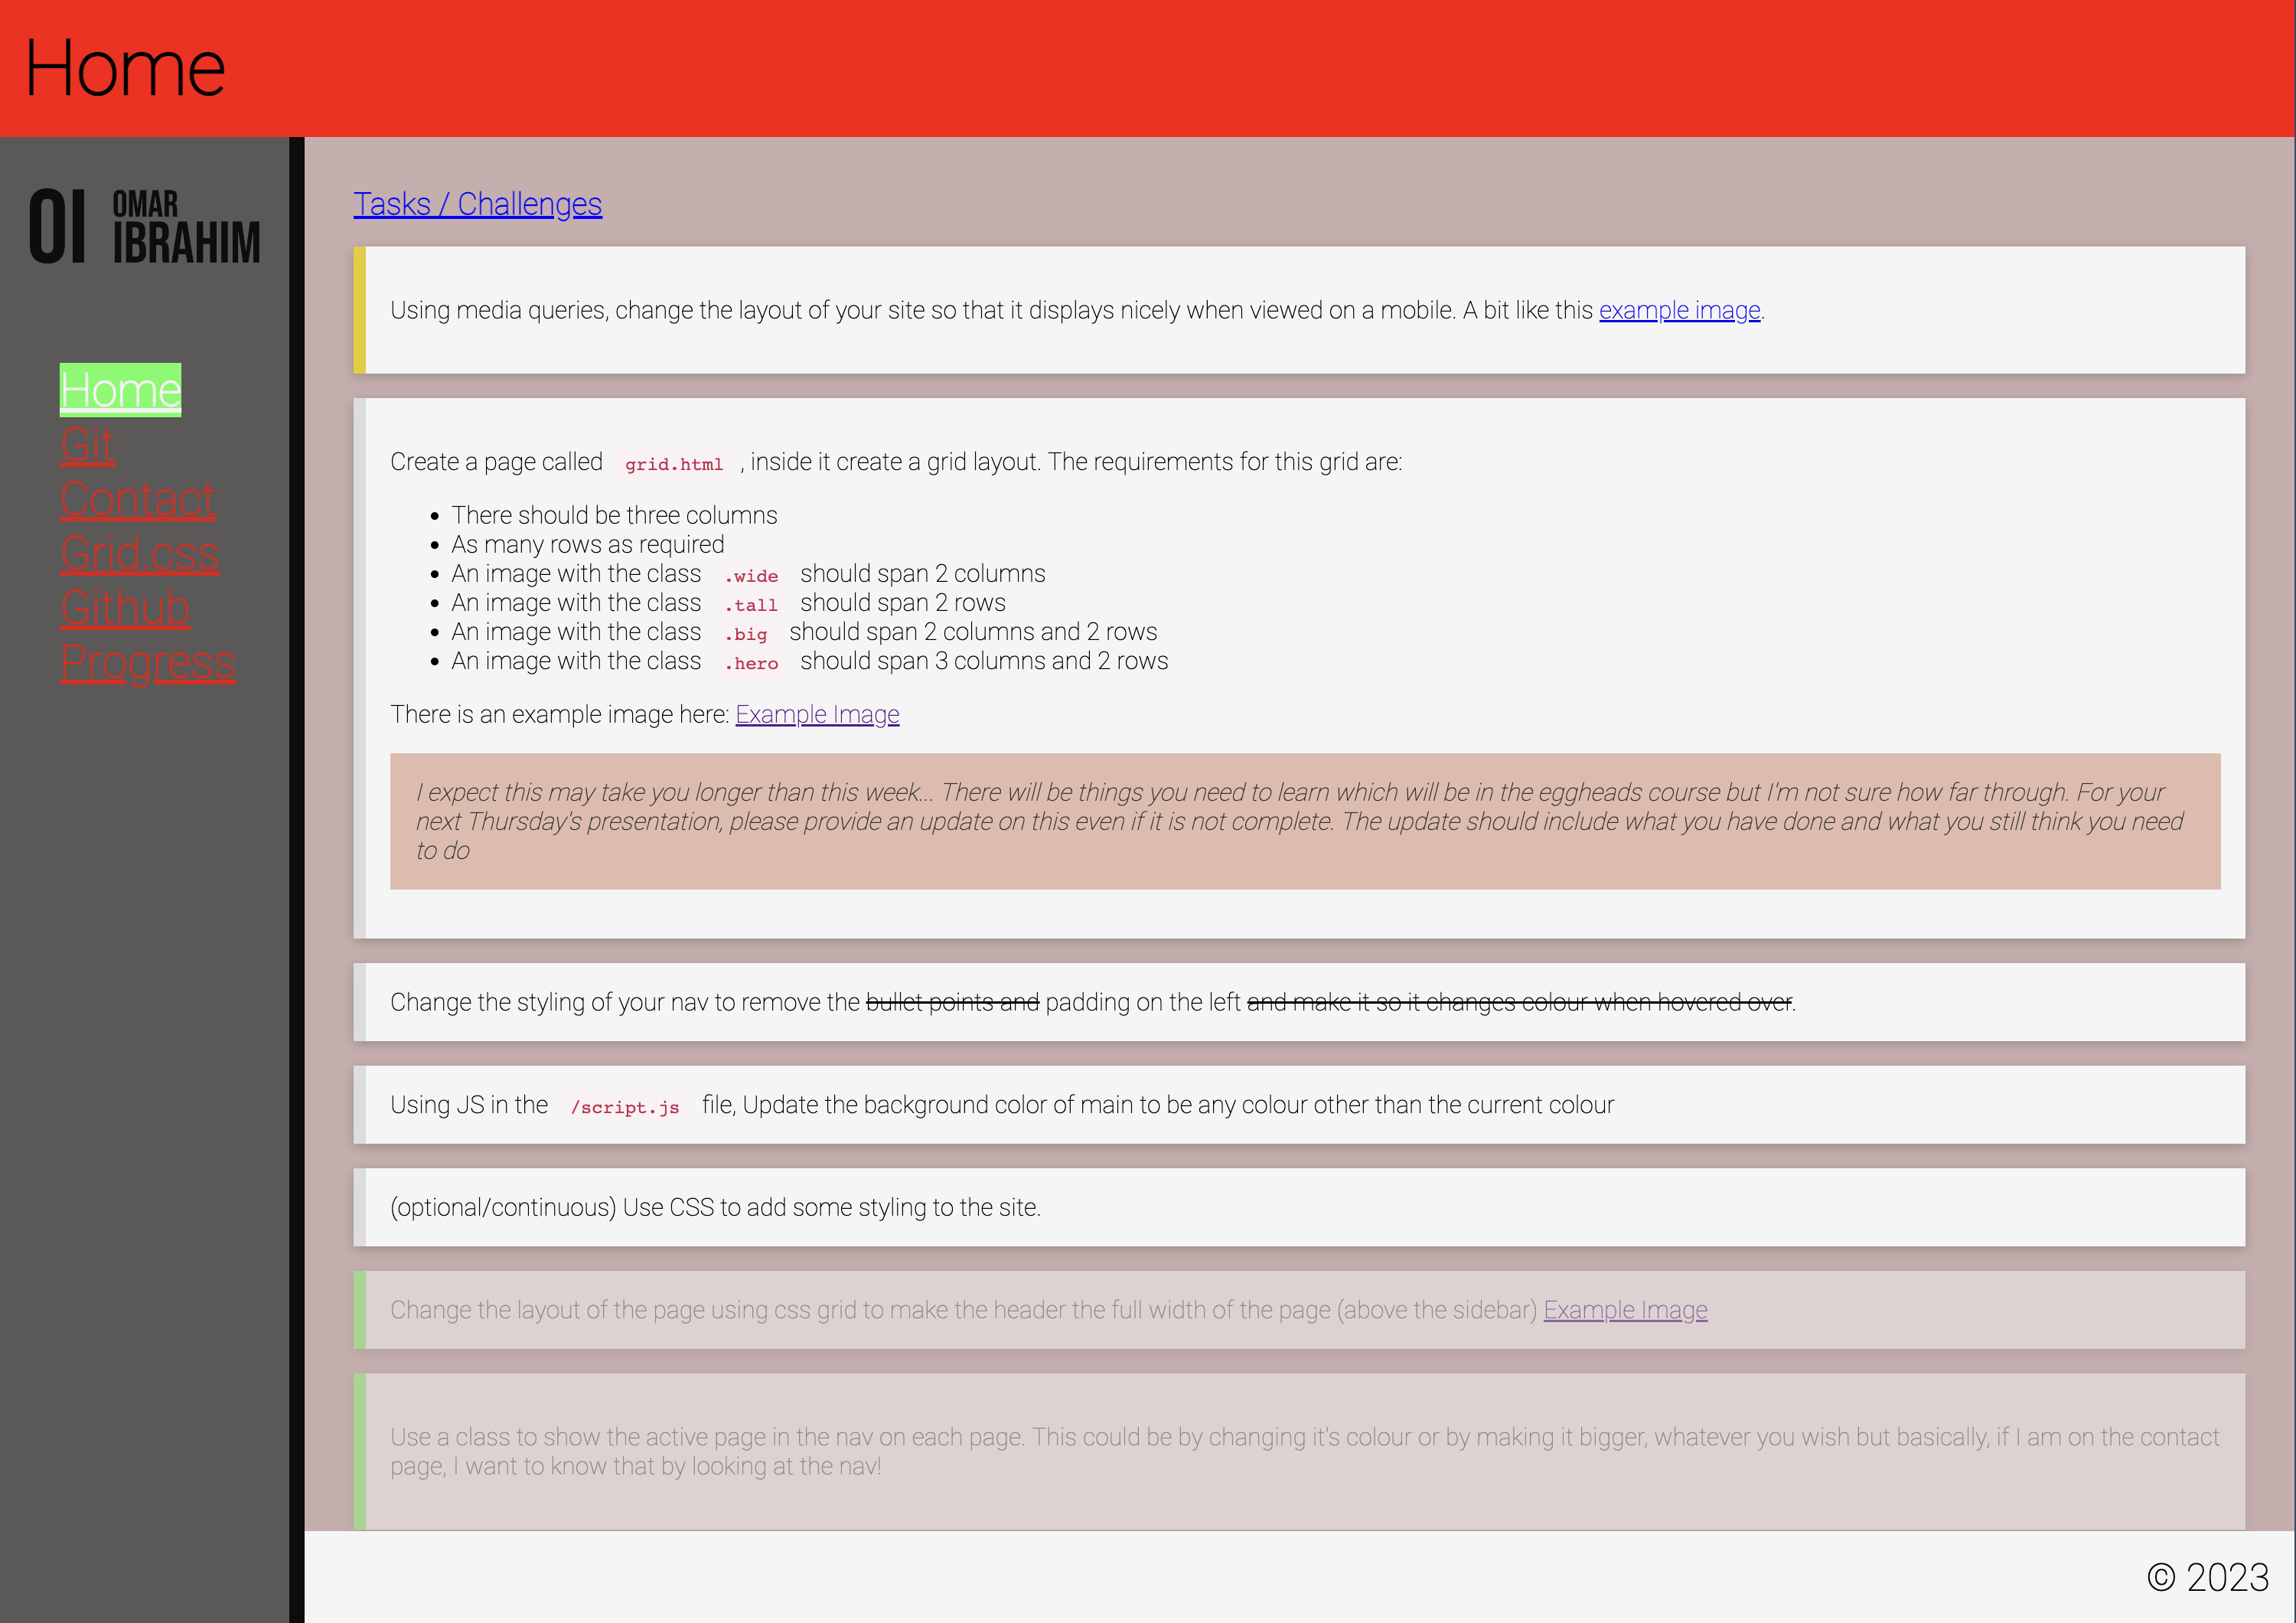 Home
OI OMAR
IBRAHIM
Home
Git
Contact
Grid.css
Github
Progress
Tasks / Challenges
Using media queries, change the layout of your site so that it displays nicely when viewed on a mobile. A bit like this example image.
Create a page called grid.html , inside it create a grid layout. The requirements for this grid are:
• There should be three columns
• As many rows as required
• An image with the class .wide should span 2 columns
• An image with the class .tall should span 2 rows
• An image with the class .big should span 2 columns and 2 rows
• An image with the class .hero should span 3 columns and 2 rows
There is an example image here: Example Image
I expect this may take you longer than this week... There will be things you need to learn which will be in the eggheads course but I'm not sure how far through. For your
next Thursday's presentation, please provide an update on this even if it is not complete. The update should include what you have done and what you still think you need
to do
Change the styling of your nav to remove the bullet points and padding on the left and make it so it changes colour when hovered over.
Using JS in the /script.js file, Update the background color of main to be any colour other than the current colour
(optional/continuous) Use CSS to add some styling to the site.
Change the layout of the page using css grid to make the header the full width of the page (above the sidebar) Example Image
Use a class to show the active page in the nav on each page. This could be by changing it's colour or by making it bigger, whatever you wish but basically, if I am on the contact
page, I want to know that by looking at the nav!
© 2023